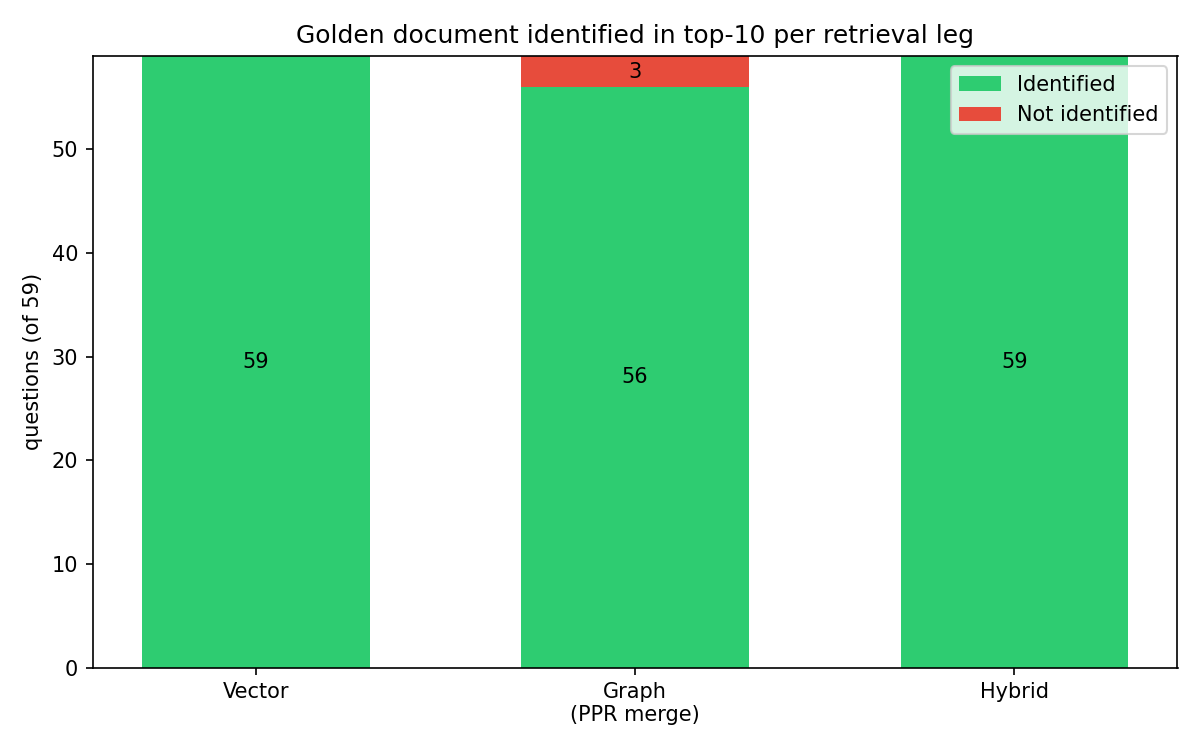 Golden document identified in top-10 per retrieval leg
Identified
Not identified
questions (of 59)
50
40
30
20
10
0
59
3
56
59
Vector
Graph
(PPR merge)
Hybrid